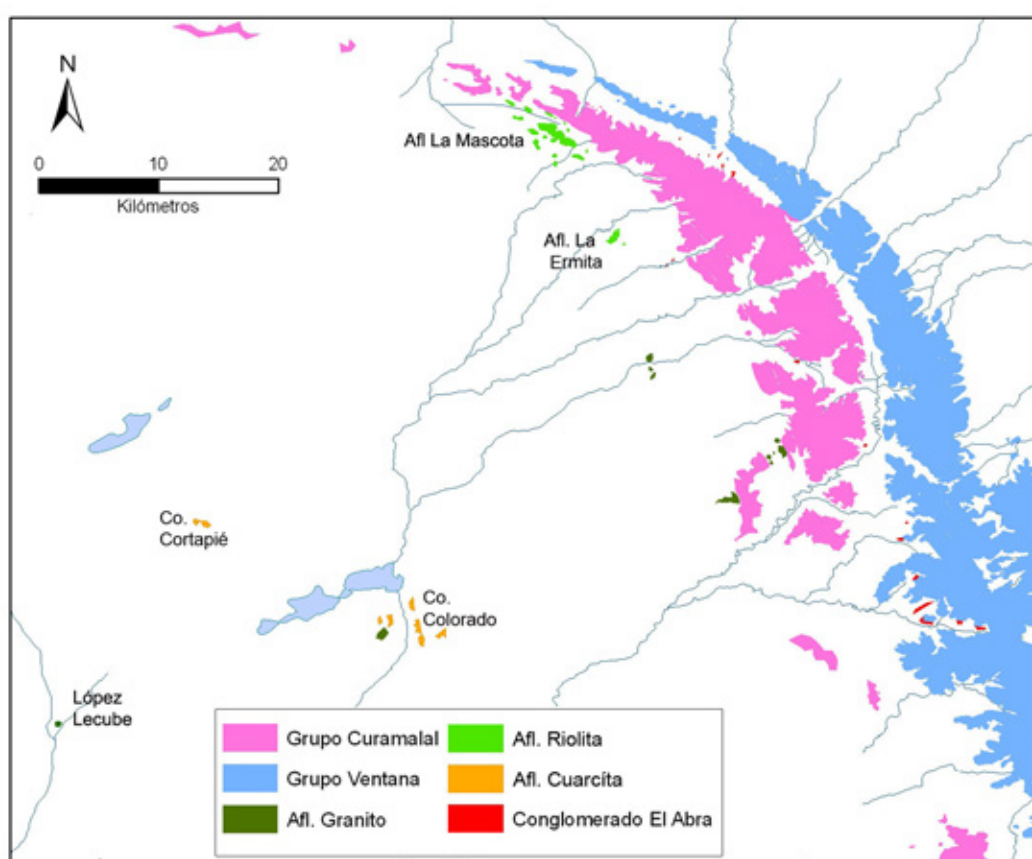 N
0 10 20
Kilómetros
Afl La Mascota
Afl. La
Ermita
Co.
Cortapié
Co.
Colorado
López
Lecube
Grupo Curamalal
Grupo Ventana
Afl. Granito
Afl. Riolita
Afl. Cuarcíta
Conglomerado El Abra